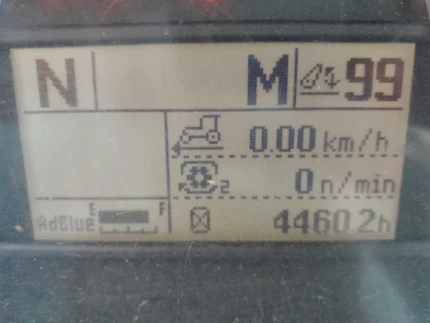 N M 99
0.00 km/h
2 0 n/min
E F
AdBlue 4460.2h